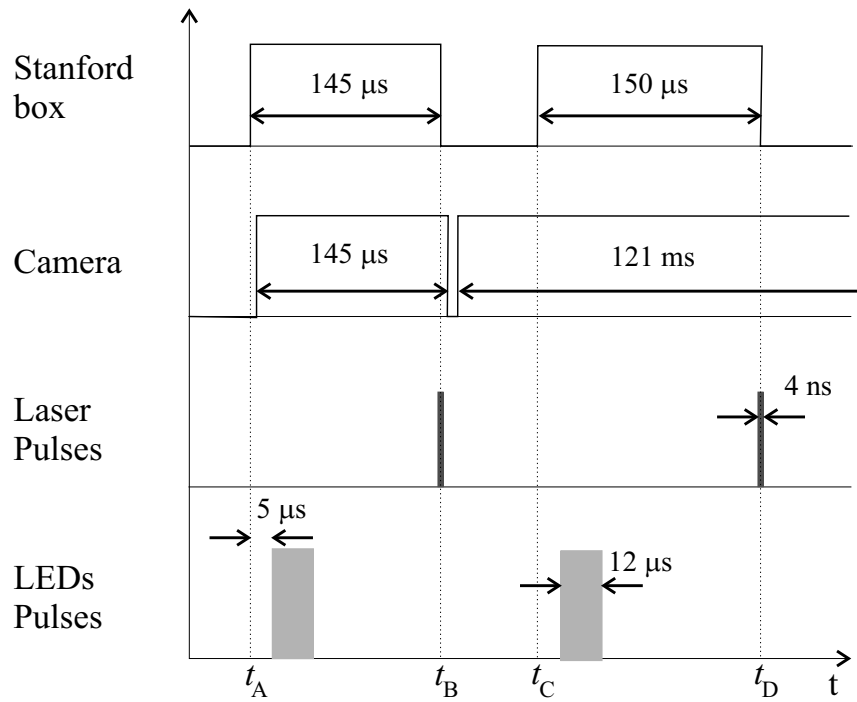 Stanford
box
145 μs
150 μs
Camera
145 μs
121 ms
Laser
Pulses
4 ns
5 μs
LEDs
Pulses
12 μs
t_A
t_B
t_C
t_D
t